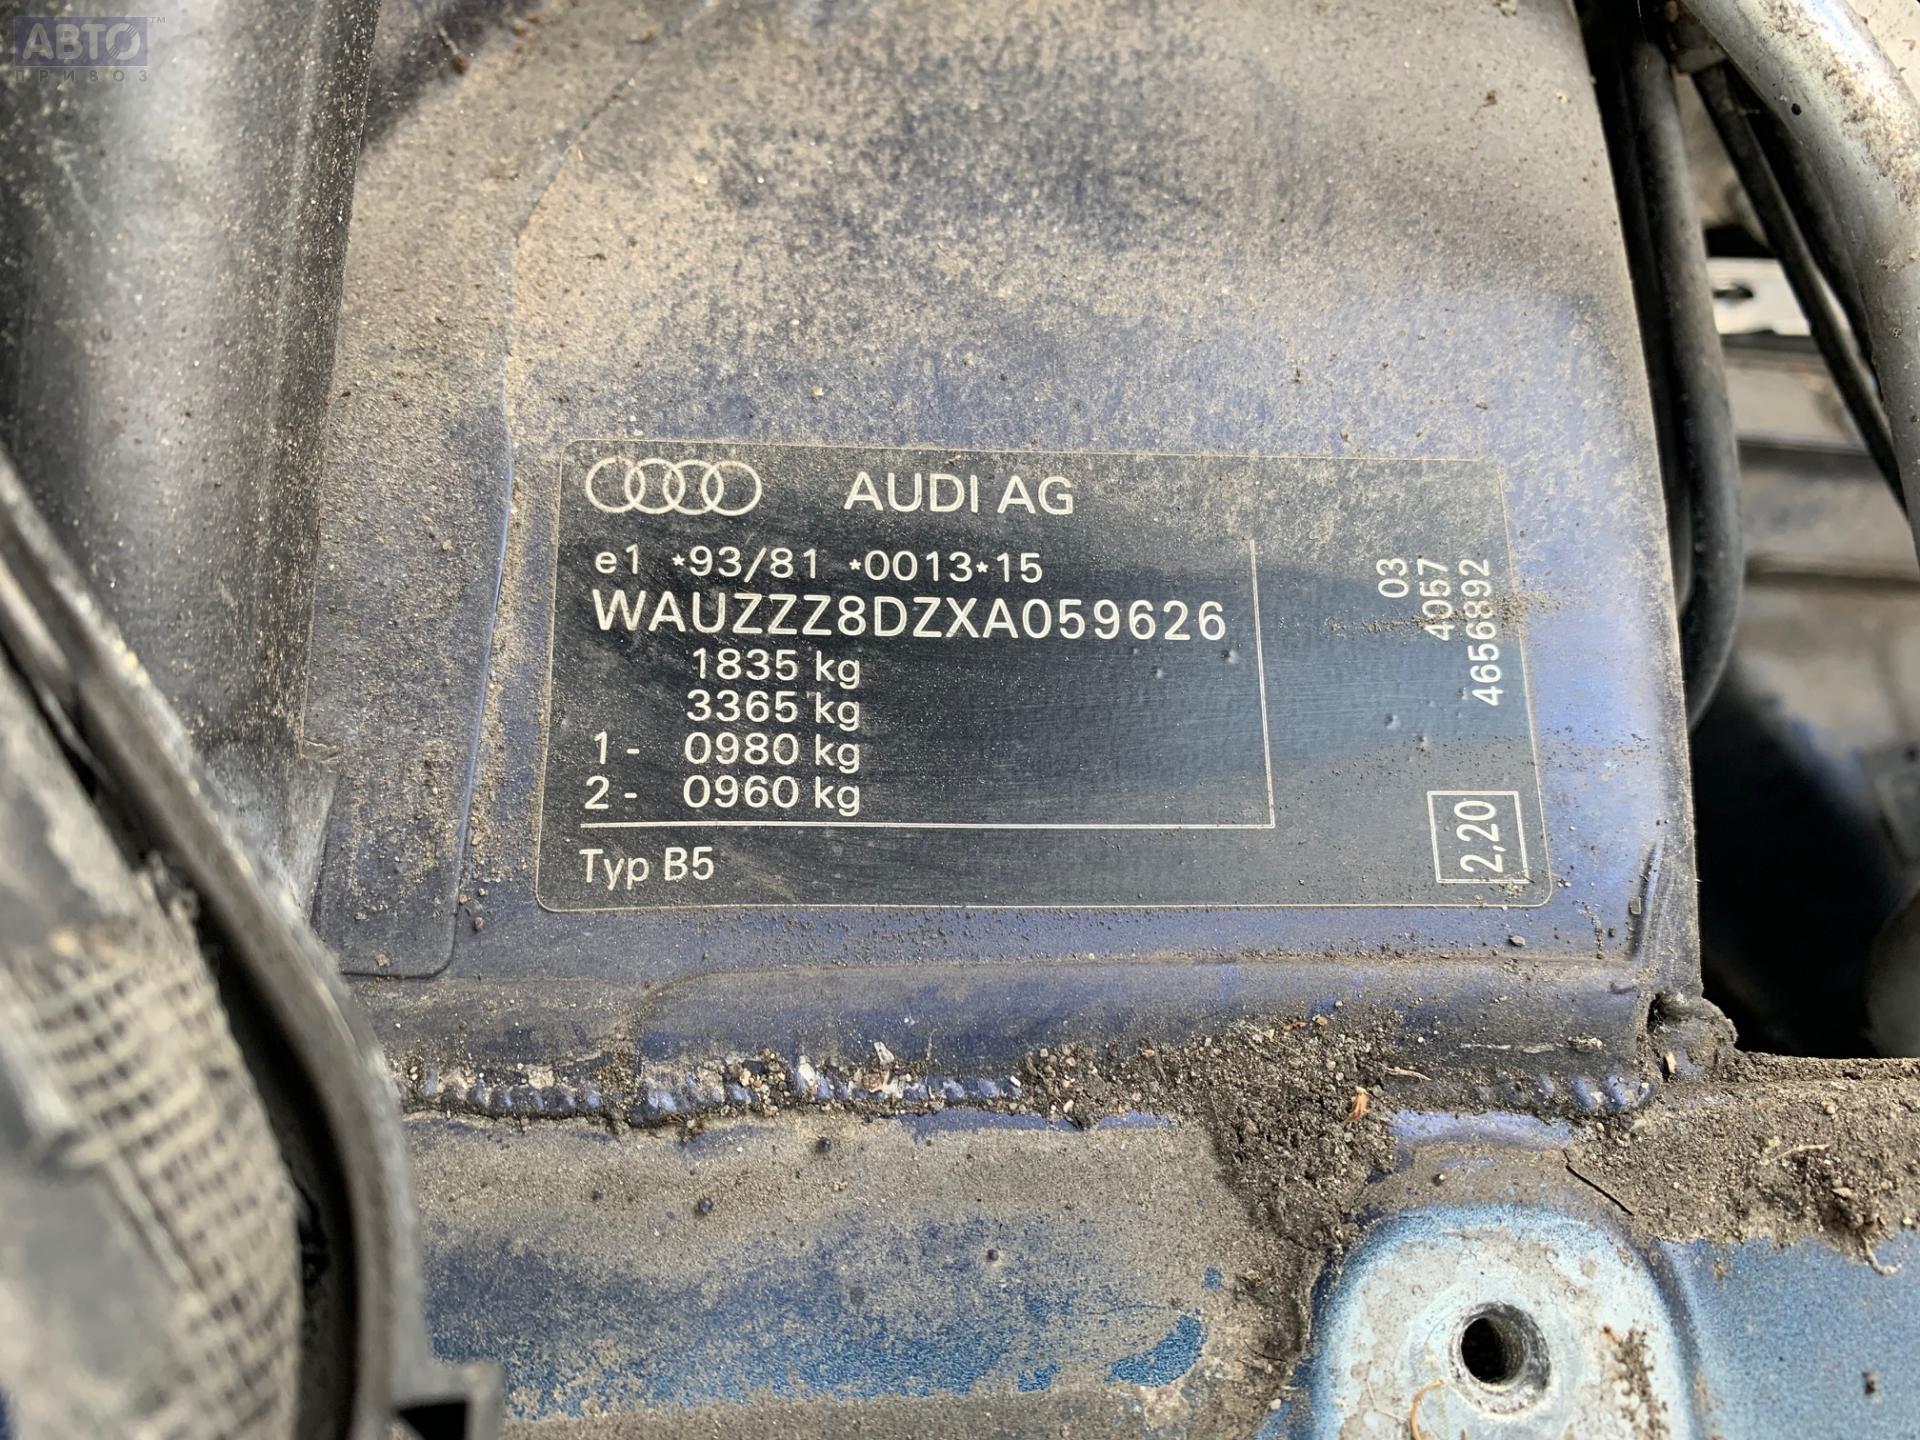 АВТО™
ПРИВОЗ
AUDI AG
e1 *93/81 *0013*15
WAUZZZ8DZXA059626
1835 kg
3365 kg
1- 0980 kg
2- 0960 kg
Typ B5
03
4057
4656892
2,20